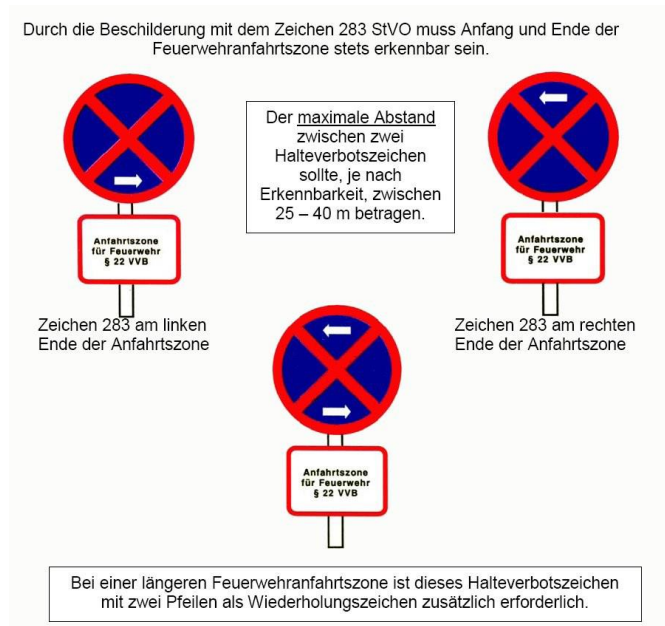 Durch die Beschilderung mit dem Zeichen 283 StVO muss Anfang und Ende der
Feuerwehranfahrtszone stets erkennbar sein.
Der maximale Abstand
zwischen zwei
Halteverbotszeichen
sollte, je nach
Erkennbarkeit, zwischen
25 – 40 m betragen.
Anfahrtszone
für Feuerwehr
§ 22 VVB
Zeichen 283 am linken
Ende der Anfahrtszone
Anfahrtszone
für Feuerwehr
§ 22 VVB
Zeichen 283 am rechten
Ende der Anfahrtszone
Anfahrtszone
für Feuerwehr
§ 22 VVB
Bei einer längeren Feuerwehranfahrtszone ist dieses Halteverbotszeichen
mit zwei Pfeilen als Wiederholungszeichen zusätzlich erforderlich.